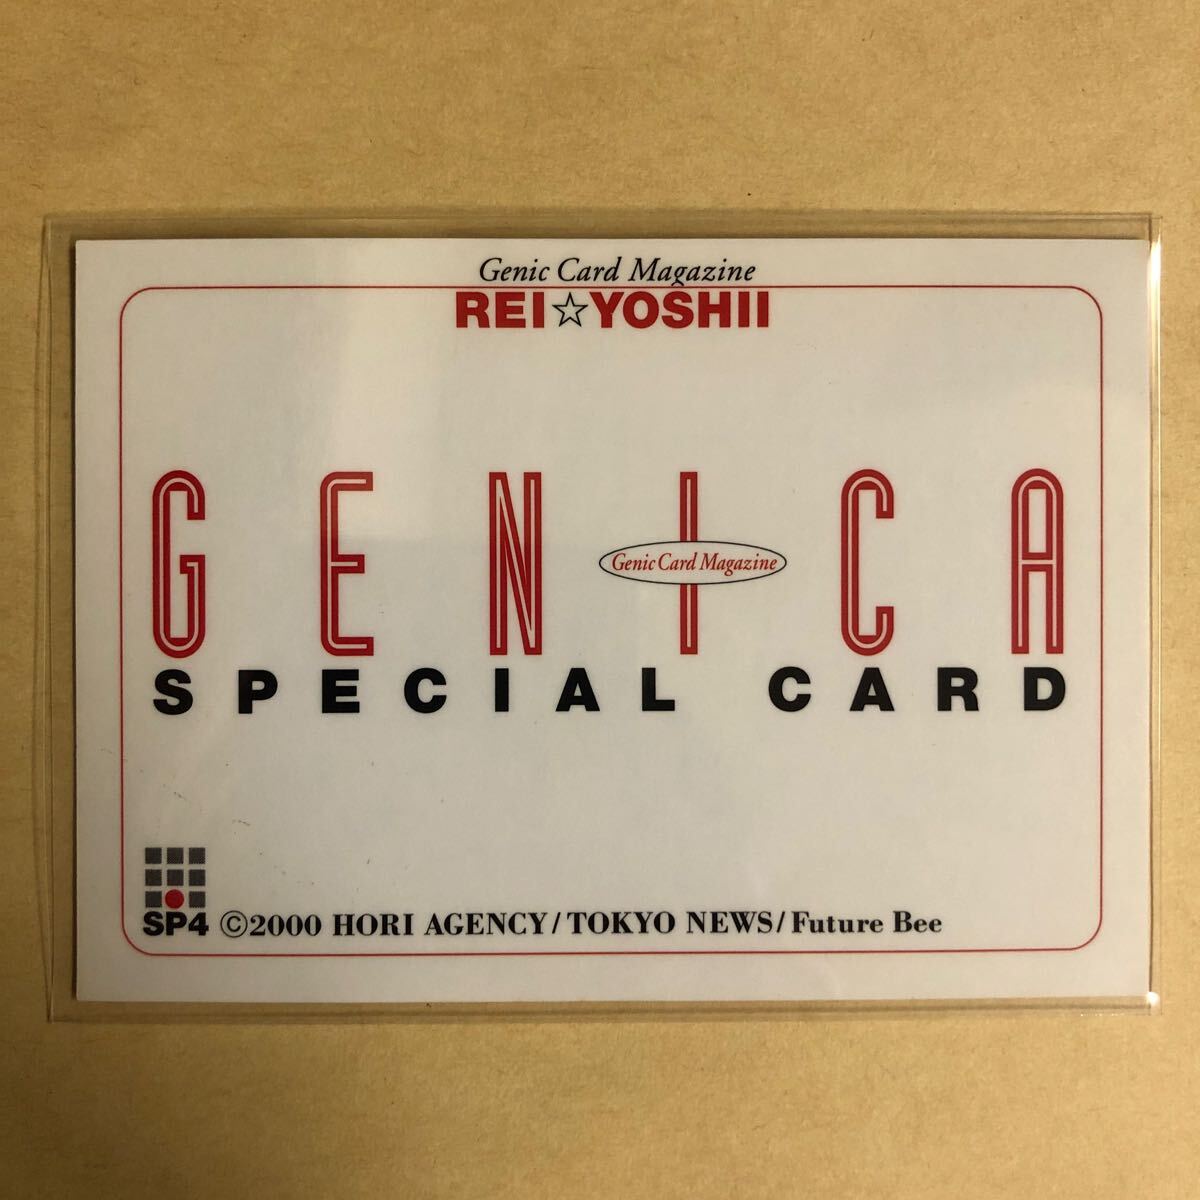 Genic Card Magazine
REI☆YOSHII
GENICA
Genic Card Magazine
SPECIAL CARD
SP4 ©2000 HORI AGENCY/TOKYO NEWS/Future Bee